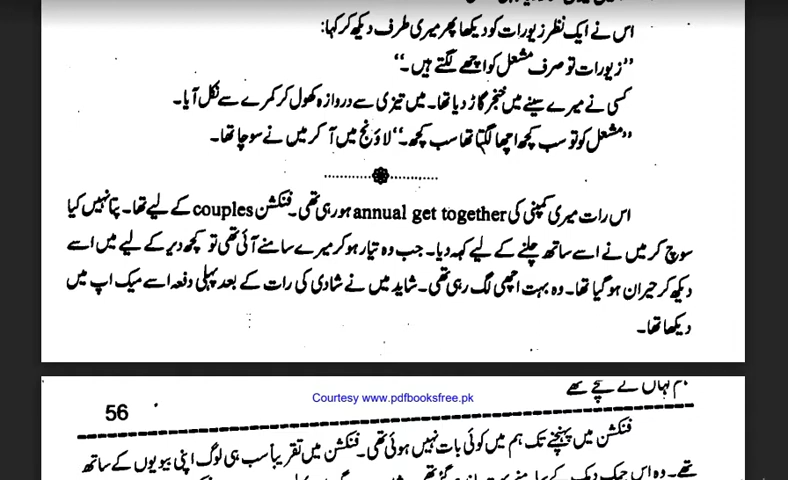 اس نے ایک نظر زیورات کو دیکھا پھر میری طرف دیکھ کر کہا:
’’زیورات تو صرف مشعل کو اچھے لگتے ہیں۔‘‘
کسی نے میرے سینے میں خنجر گاڑ دیا تھا۔ میں تیزی سے دروازہ کھول کر کمرے سے نکل آیا۔
’’مشعل کو تو سب کچھ اچھا لگتا تھا سب کچھ۔‘‘ لاؤنج میں آ کر میں نے سوچا تھا۔
اس رات میری کمپنی کی annual get together ہو رہی تھی۔ فنکشن couples کے لیے تھا۔ پتا نہیں کیا
سوچ کر میں نے اسے ساتھ چلنے کے لیے کہہ دیا۔ جب وہ تیار ہو کر میرے سامنے آئی تھی تو کچھ دیر کے لیے میں اسے
دیکھ کر حیران ہو گیا تھا۔ وہ بہت اچھی لگ رہی تھی۔ شاید میں نے شادی کی رات کے بعد پہلی دفعہ اسے میک اپ میں
دیکھا تھا۔
Courtesy www.pdfbooksfree.pk
56
فنکشن میں پہنچنے تک ہم میں کوئی بات نہیں ہوئی تھی۔ فنکشن میں تقریباً سب ہی لوگ اپنی بیویوں کے ساتھ
تھے۔ وہ اس چمک دمک کے سامنے